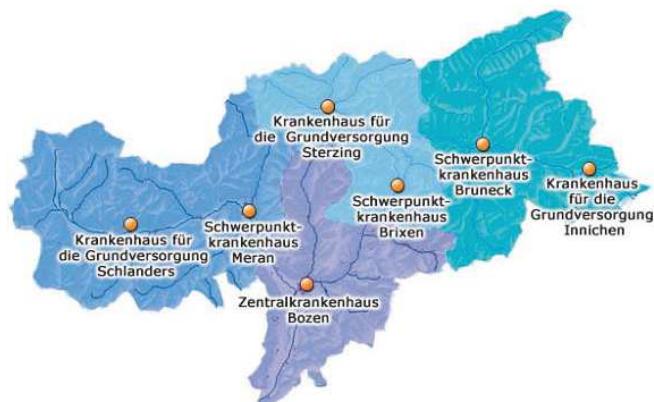 Krankenhaus für
die Grundversorgung
Sterzing
Schwerpunkt-
krankenhaus
Bruneck
Krankenhaus
für die
Grundversorgung
Innichen
Schwerpunkt-
krankenhaus
Brixen
Krankenhaus für
die Grundversorgung
Schlanders
Schwerpunkt-
krankenhaus
Meran
Zentralkrankenhaus
Bozen